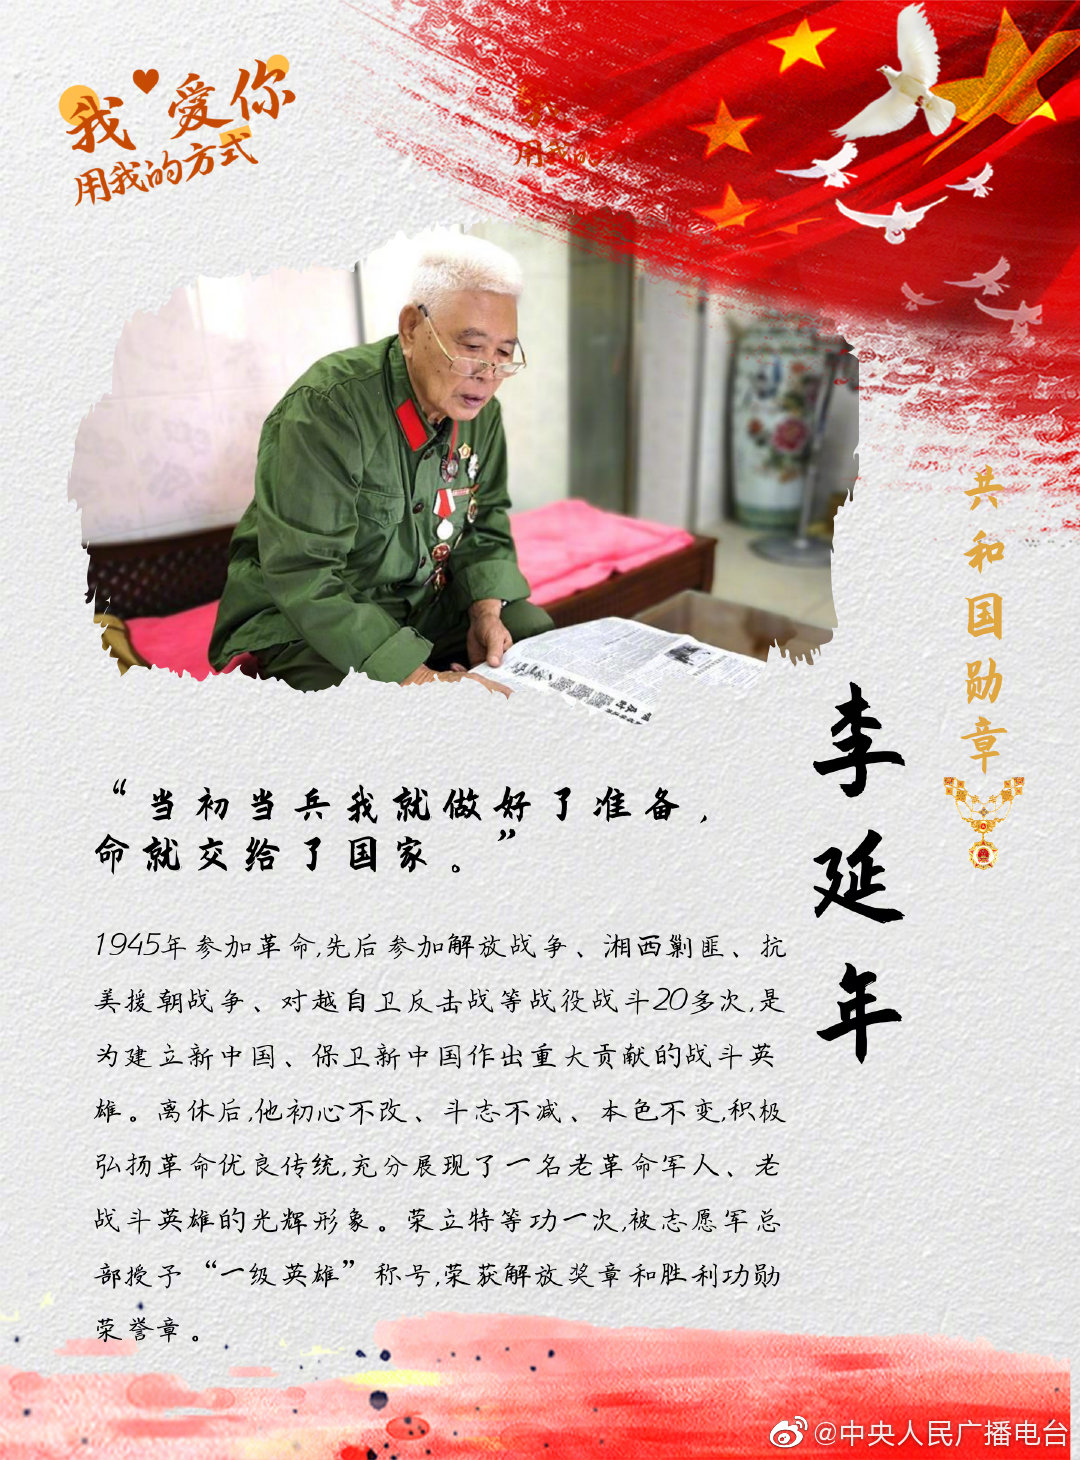 我爱你
用我的方式
用我的
共和国勋章
李延年
“当初当兵我就做好了准备，
命就交给了国家。”
1945年参加革命,先后参加解放战争、湘西剿匪、抗
美援朝战争、对越自卫反击战等战役战斗20多次,是
为建立新中国、保卫新中国作出重大贡献的战斗英
雄。离休后,他初心不改、斗志不减、本色不变,积极
弘扬革命优良传统,充分展现了一名老革命军人、老
战斗英雄的光辉形象。荣立特等功一次,被志愿军总
部授予“一级英雄”称号,荣获解放奖章和胜利功勋
荣誉章。
@中央人民广播电台